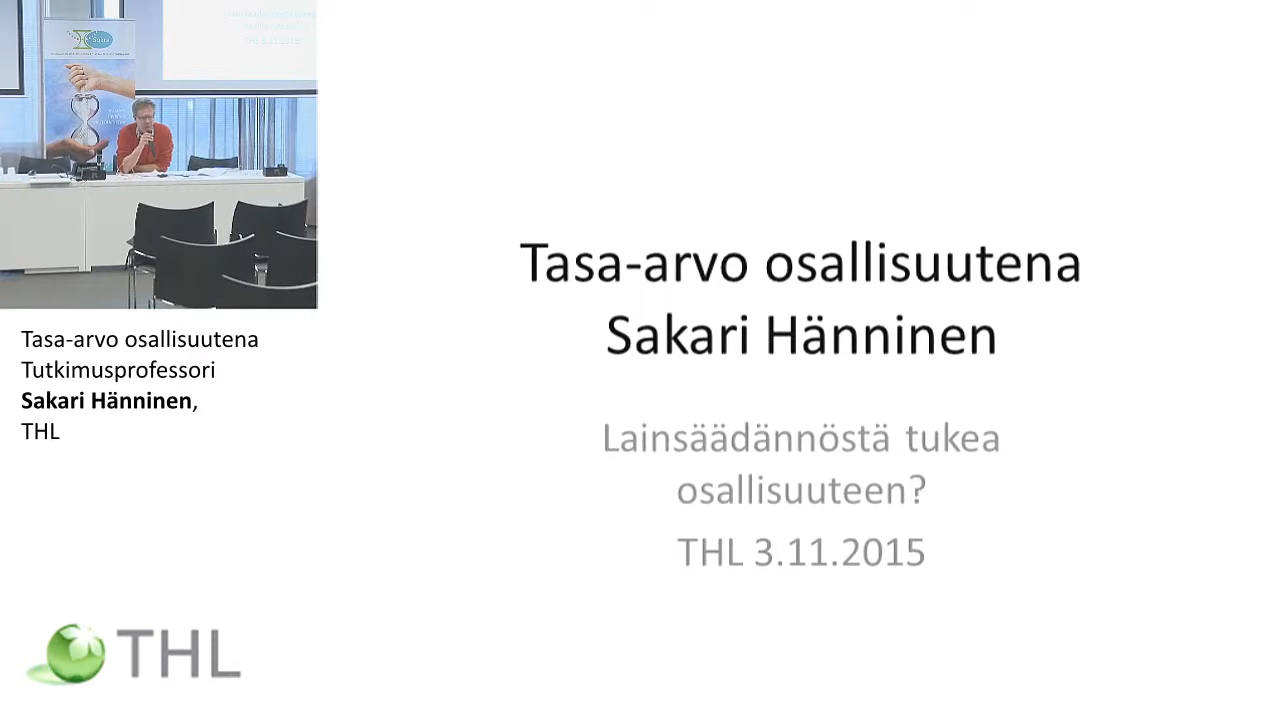 Tasa-arvo osallisuutena
Sakari Hänninen
Lainsäädännöstä tukea
osallisuuteen?
THL 3.11.2015
Tasa-arvo osallisuutena
Tutkimusprofessori
Sakari Hänninen,
THL
THL